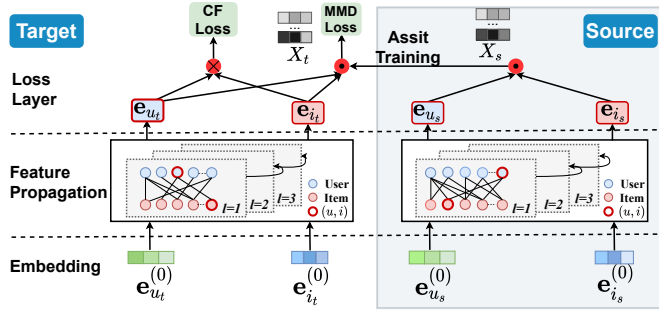 Target
CF
Loss
MMD
Loss
...
X_t
...
X_s
Source
Assit
Training
Loss
Layer
e_{u_t}
e_{i_t}
e_{u_s}
e_{i_s}
Feature
Propagation
l=1
l=2
l=3
User
Item
(u, i)
l=1
l=2
l=3
User
Item
(u, i)
Embedding
e_{u_t}^{(0)}
e_{i_t}^{(0)}
e_{u_s}^{(0)}
e_{i_s}^{(0)}